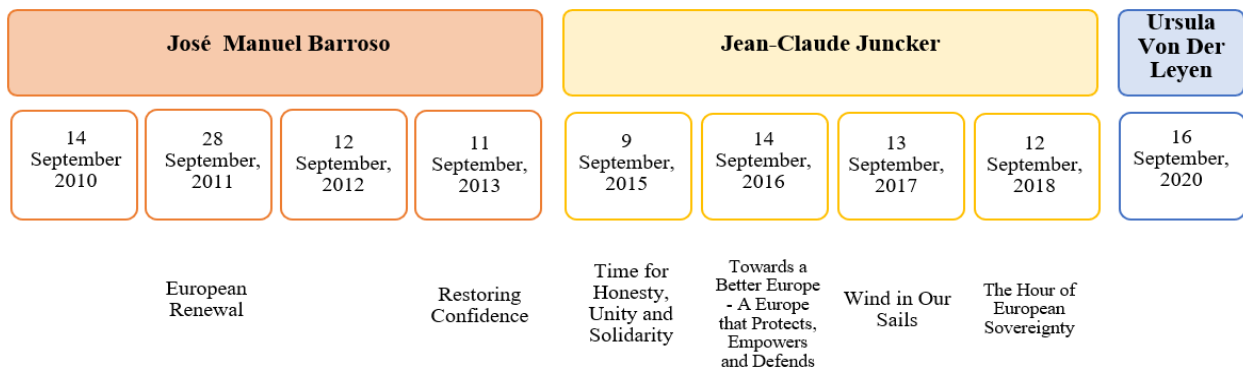 José Manuel Barroso
Jean-Claude Juncker
Ursula
Von Der
Leyen
14
September
2010
28
September,
2011
12
September,
2012
11
September,
2013
9
September,
2015
14
September,
2016
13
September,
2017
12
September,
2018
16
September,
2020
European
Renewal
Restoring
Confidence
Time for
Honesty,
Unity and
Solidarity
Towards a
Better Europe
- A Europe
that Protects,
Empowers
and Defends
Wind in Our
Sails
The Hour of
European
Sovereignty